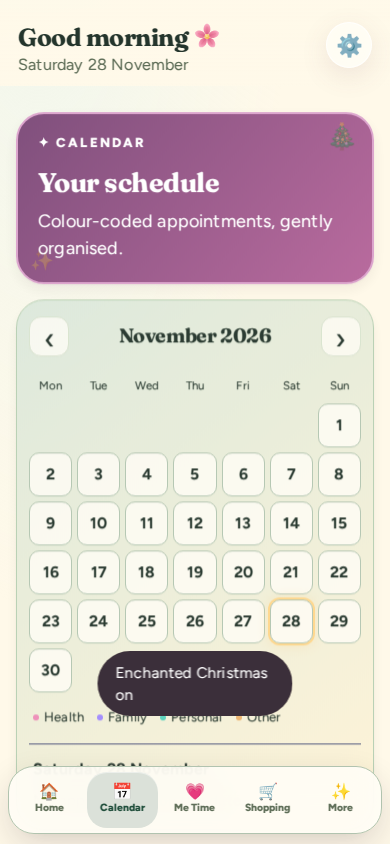 Good morning 🌸
Saturday 28 November
⚙️
✦ CALENDAR
Your schedule
Colour-coded appointments, gently
organised.
‹ November 2026 ›
Mon Tue Wed Thu Fri Sat Sun
1
2 3 4 5 6 7 8
9 10 11 12 13 14 15
16 17 18 19 20 21 22
23 24 25 26 27 28 29
30
Enchanted Christmas
on
Health Family Personal Other
Saturday 28 November
Home Calendar Me Time Shopping More